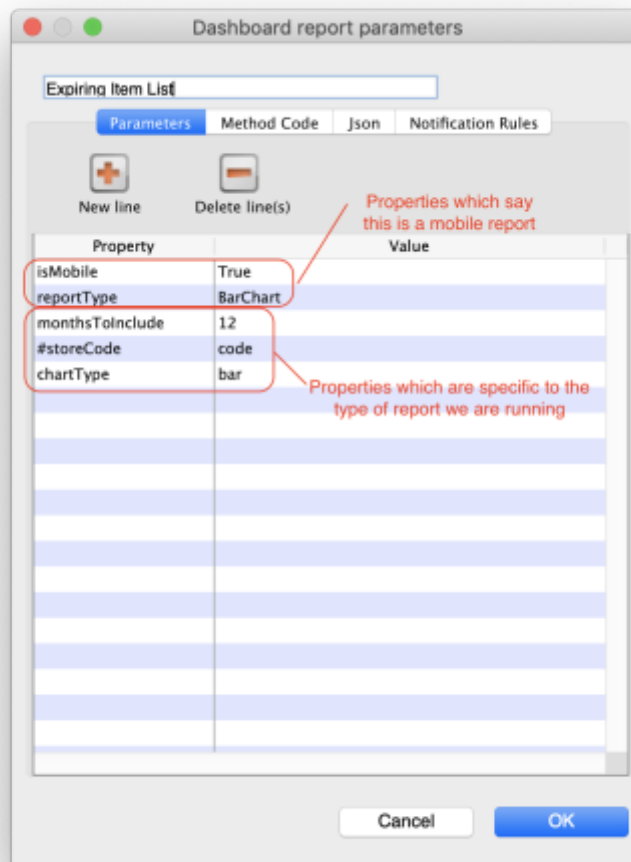 Dashboard report parameters
Expiring Item List
Parameters Method Code Json Notification Rules
New line Delete line(s)
Properties which say
this is a mobile report
Property Value
isMobile True
reportType BarChart
monthsToInclude 12
#storeCode code
chartType bar
Properties which are specific to the
type of report we are running
Cancel OK